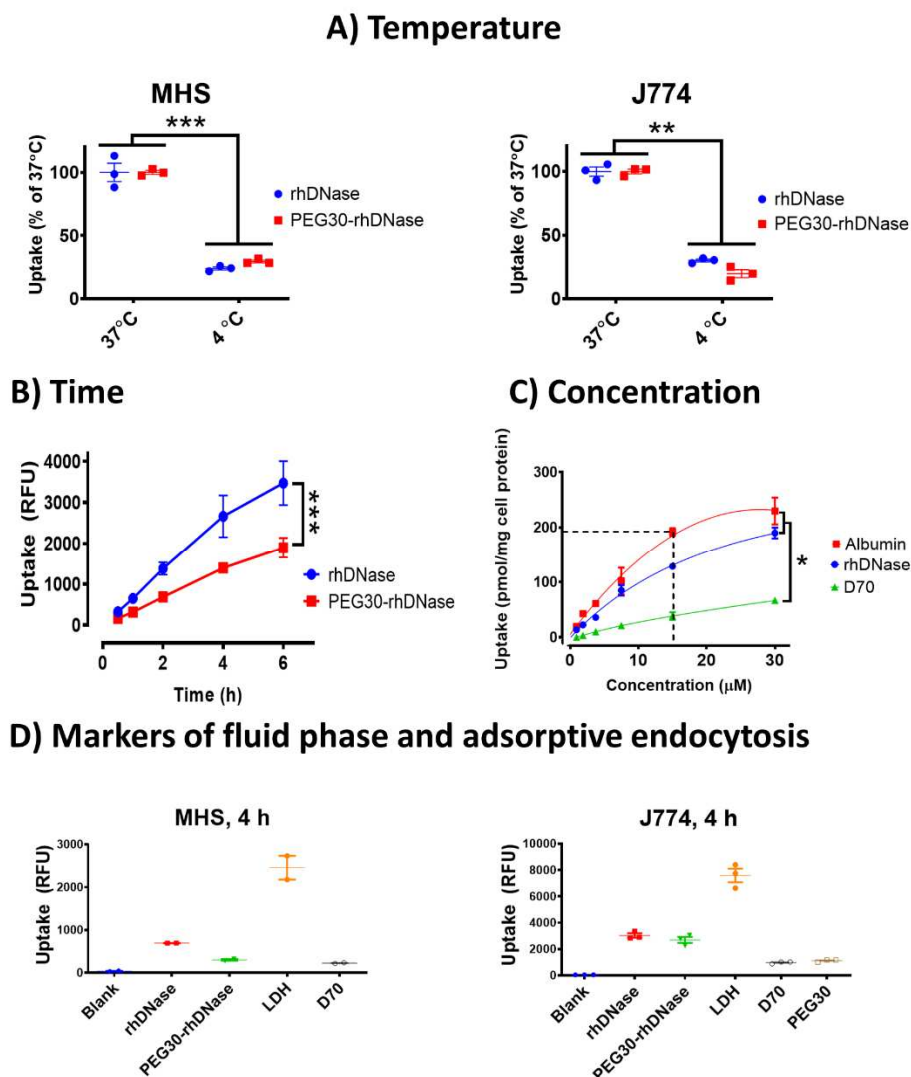 A) Temperature
MHS
***
Uptake (% of 37°C)
100
50
0
37°C
4 °C
rhDNase
PEG30-rhDNase
J774
**
Uptake (% of 37°C)
100
50
0
37°C
4 °C
rhDNase
PEG30-rhDNase
B) Time
Uptake (RFU)
4000
3000
2000
1000
0
0
2
4
6
Time (h)
***
rhDNase
PEG30-rhDNase
C) Concentration
Uptake (pmol/mg cell protein)
300
200
100
0
0
10
20
30
Concentration (μM)
*
Albumin
rhDNase
D70
D) Markers of fluid phase and adsorptive endocytosis
MHS, 4 h
Uptake (RFU)
3000
2000
1000
0
Blank
rhDNase
PEG30-rhDNase
LDH
D70
J774, 4 h
Uptake (RFU)
10000
8000
6000
4000
2000
0
Blank
rhDNase
PEG30-rhDNase
LDH
D70
PEG30